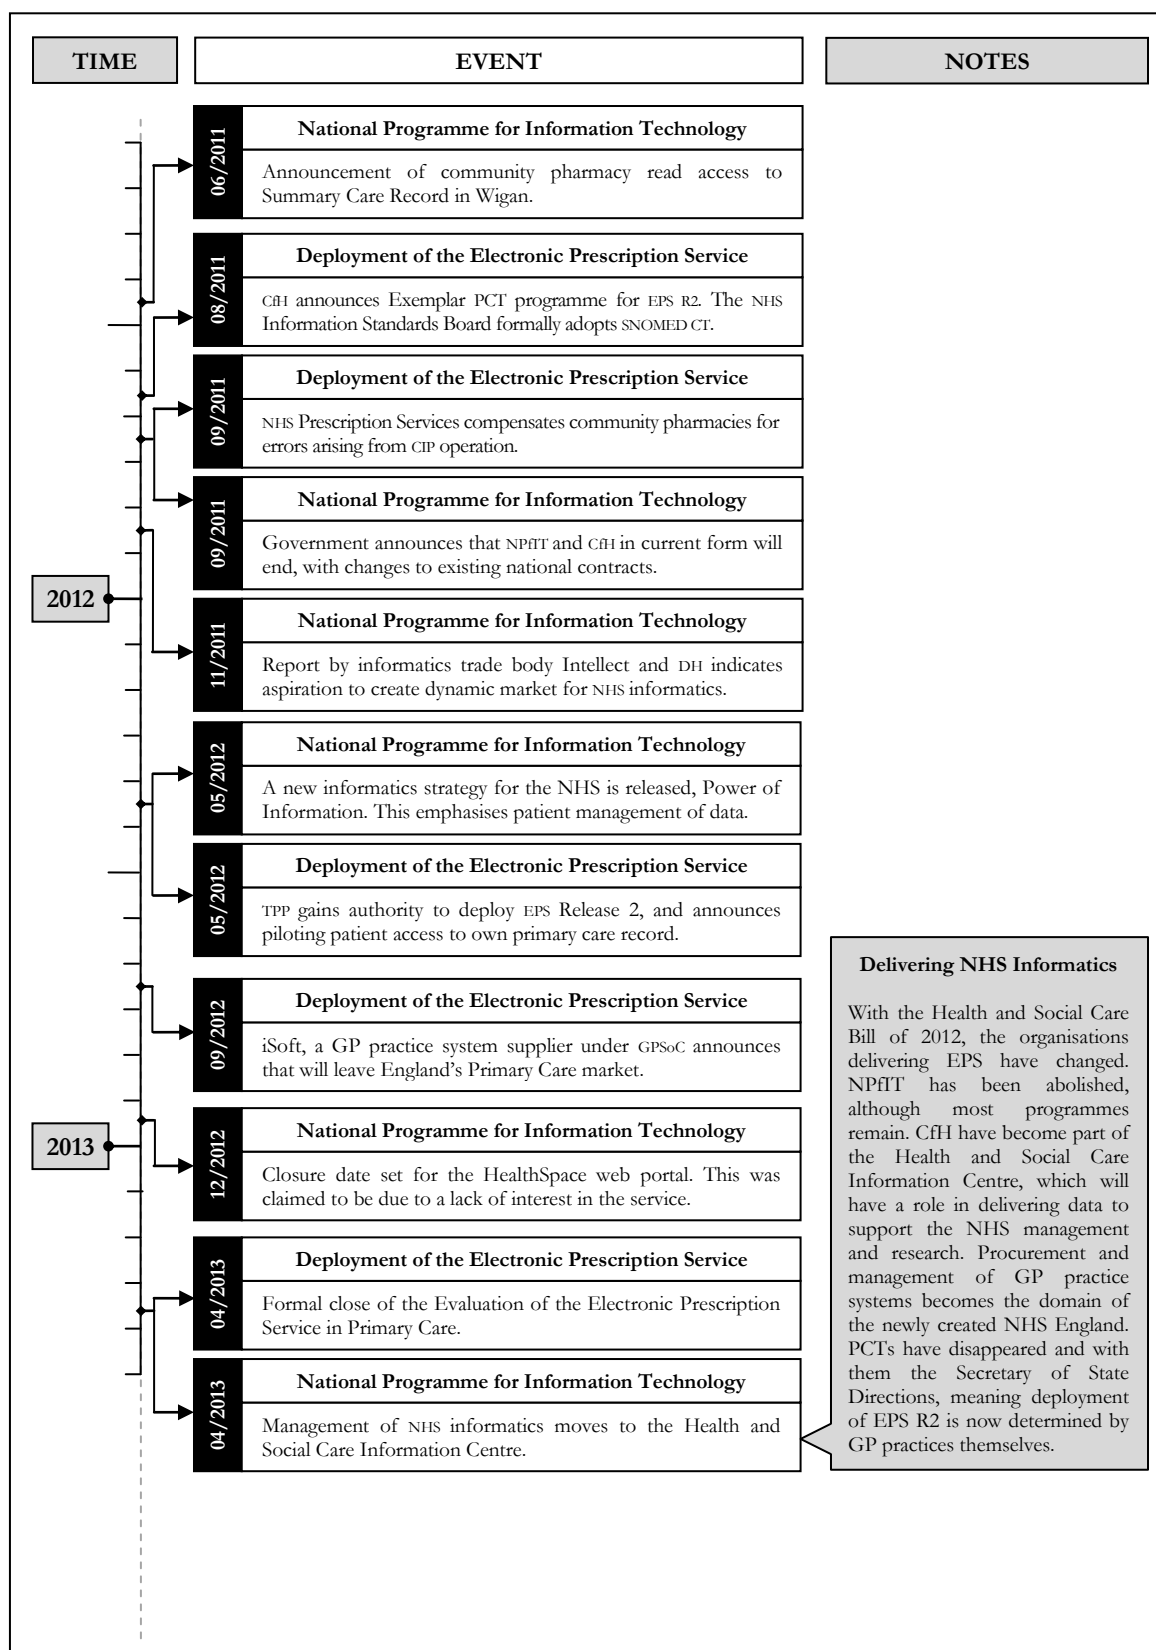 TIME
EVENT
NOTES
06/2011
National Programme for Information Technology
Announcement of community pharmacy read access to
Summary Care Record in Wigan.
08/2011
Deployment of the Electronic Prescription Service
CfH announces Exemplar PCT programme for EPS R2. The NHS
Information Standards Board formally adopts SNOMED CT.
09/2011
Deployment of the Electronic Prescription Service
NHS Prescription Services compensates community pharmacies for
errors arising from CIP operation.
09/2011
National Programme for Information Technology
Government announces that NPfIT and CfH in current form will
end, with changes to existing national contracts.
2012
11/2011
National Programme for Information Technology
Report by informatics trade body Intellect and DH indicates
aspiration to create dynamic market for NHS informatics.
05/2012
National Programme for Information Technology
A new informatics strategy for the NHS is released, Power of
Information. This emphasises patient management of data.
05/2012
Deployment of the Electronic Prescription Service
TPP gains authority to deploy EPS Release 2, and announces
piloting patient access to own primary care record.
09/2012
Deployment of the Electronic Prescription Service
iSoft, a GP practice system supplier under GPSoC announces
that will leave England's Primary Care market.
2013
12/2012
National Programme for Information Technology
Closure date set for the HealthSpace web portal. This was
claimed to be due to a lack of interest in the service.
04/2013
Deployment of the Electronic Prescription Service
Formal close of the Evaluation of the Electronic Prescription
Service in Primary Care.
04/2013
National Programme for Information Technology
Management of NHS informatics moves to the Health and
Social Care Information Centre.
Delivering NHS Informatics
With the Health and Social Care
Bill of 2012, the organisations
delivering EPS have changed.
NPfIT has been abolished,
although most programmes
remain. CfH have become part of
the Health and Social Care
Information Centre, which will
have a role in delivering data to
support the NHS management
and research. Procurement and
management of GP practice
systems becomes the domain of
the newly created NHS England.
PCTs have disappeared and with
them the Secretary of State
Directions, meaning deployment
of EPS R2 is now determined by
GP practices themselves.